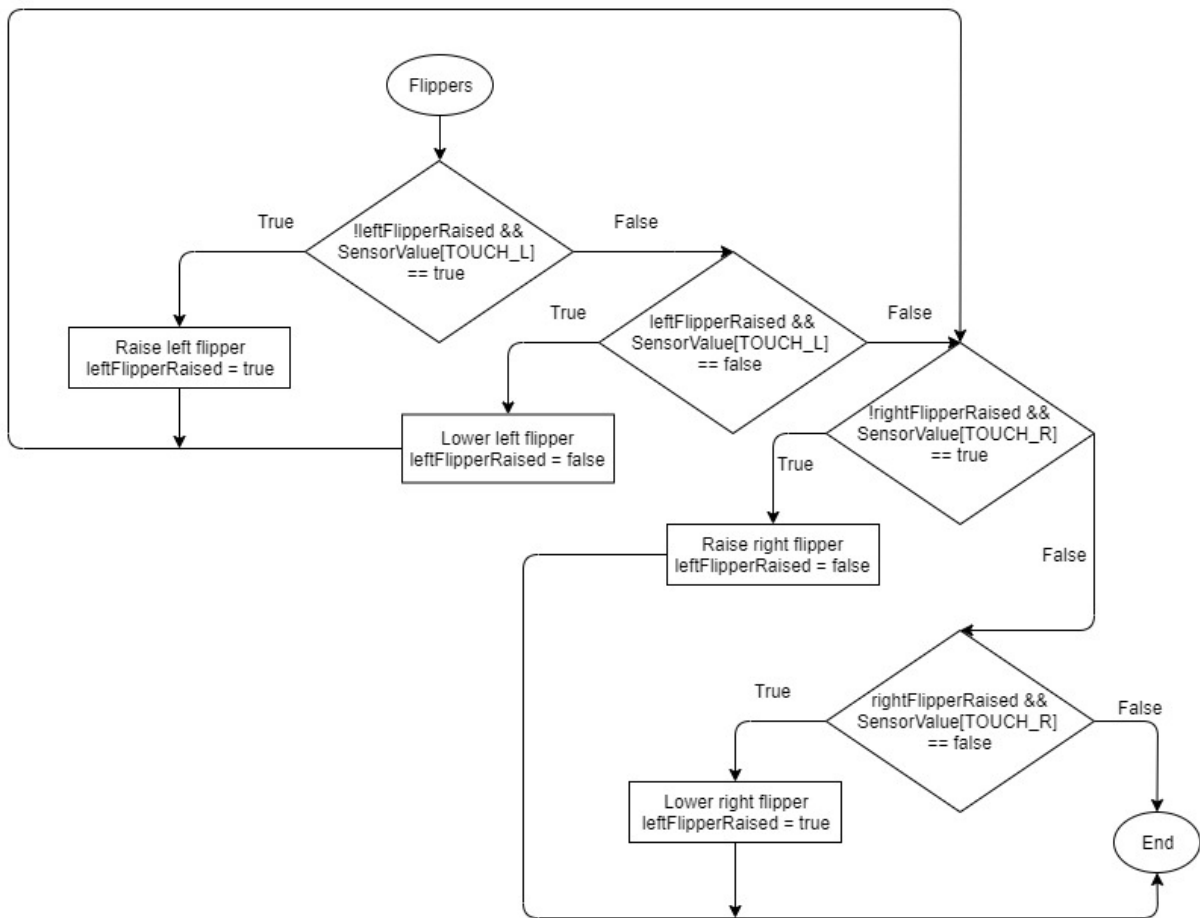 Flippers
True
!leftFlipperRaised &&
SensorValue[TOUCH_L]
== true
False
Raise left flipper
leftFlipperRaised = true
True
leftFlipperRaised &&
SensorValue[TOUCH_L]
== false
False
Lower left flipper
leftFlipperRaised = false
!rightFlipperRaised &&
SensorValue[TOUCH_R]
== true
True
Raise right flipper
leftFlipperRaised = false
False
True
rightFlipperRaised &&
SensorValue[TOUCH_R]
== false
False
Lower right flipper
leftFlipperRaised = true
End